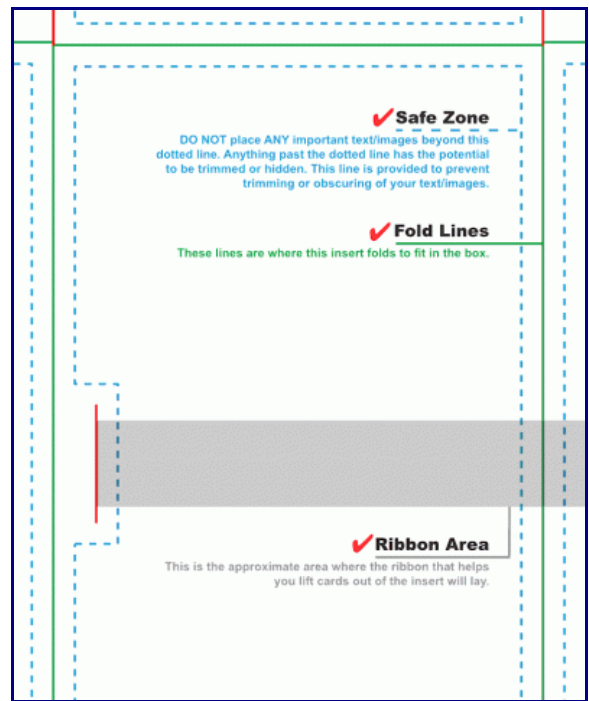 Safe Zone
DO NOT place ANY important text/images beyond this
dotted line. Anything past the dotted line has the potential
to be trimmed or hidden. This line is provided to prevent
trimming or obscuring of your text/images.
Fold Lines
These lines are where this insert folds to fit in the box.
Ribbon Area
This is the approximate area where the ribbon that helps
you lift cards out of the insert will lay.